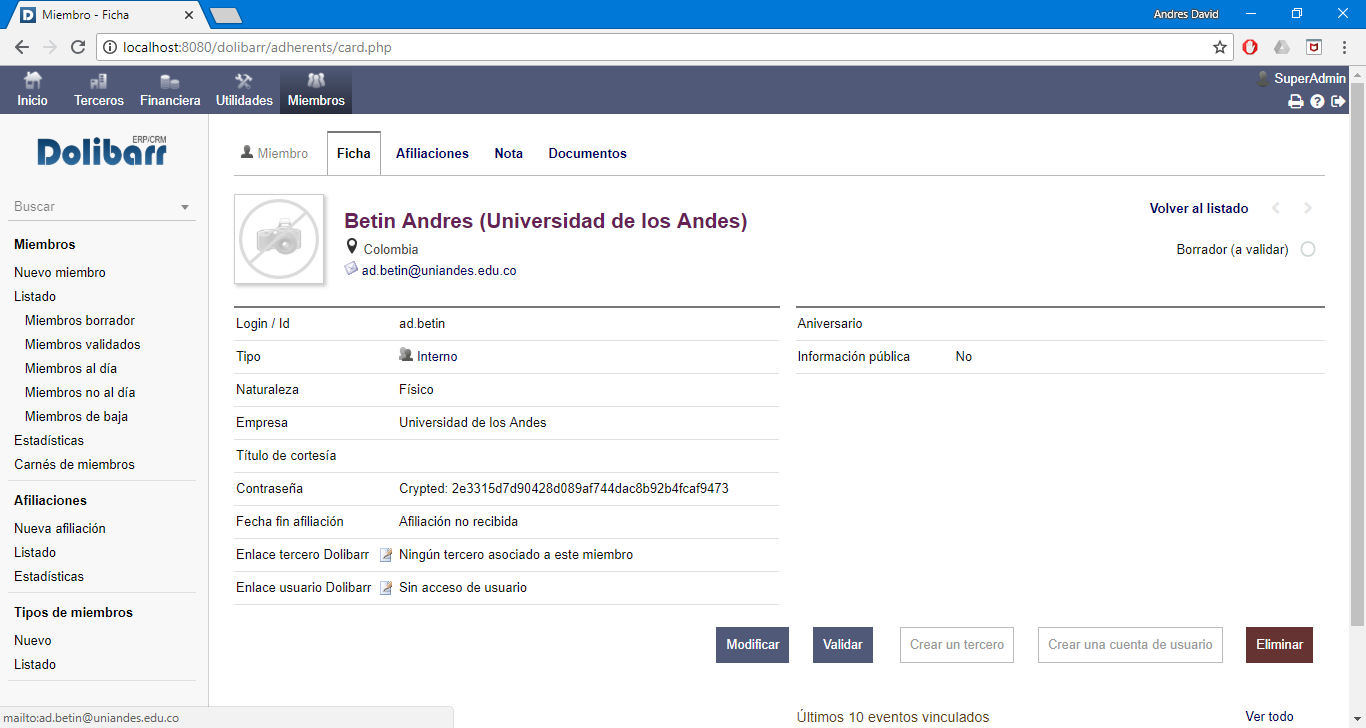 Miembro - Ficha
Andres David
localhost:8080/dolibarr/adherents/card.php
Inicio
Terceros
Financiera
Utilidades
Miembros
SuperAdmin
ERP/CRM
Dolibarr
Buscar
Miembros
Nuevo miembro
Listado
Miembros borrador
Miembros validados
Miembros al día
Miembros no al día
Miembros de baja
Estadísticas
Carnés de miembros
Afiliaciones
Nueva afiliación
Listado
Estadísticas
Tipos de miembros
Nuevo
Listado
Miembro
Ficha
Afiliaciones
Nota
Documentos
Betin Andres (Universidad de los Andes)
Colombia
ad.betin@uniandes.edu.co
Volver al listado
Borrador (a validar)
Login / Id ad.betin
Tipo Interno
Naturaleza Físico
Empresa Universidad de los Andes
Título de cortesía
Contraseña Crypted: 2e3315d7d90428d089af744dac8b92b4fcaf9473
Fecha fin afiliación Afiliación no recibida
Enlace tercero Dolibarr Ningún tercero asociado a este miembro
Enlace usuario Dolibarr Sin acceso de usuario
Aniversario
Información pública No
Modificar
Validar
Crear un tercero
Crear una cuenta de usuario
Eliminar
Últimos 10 eventos vinculados
Ver todo
mailto:ad.betin@uniandes.edu.co